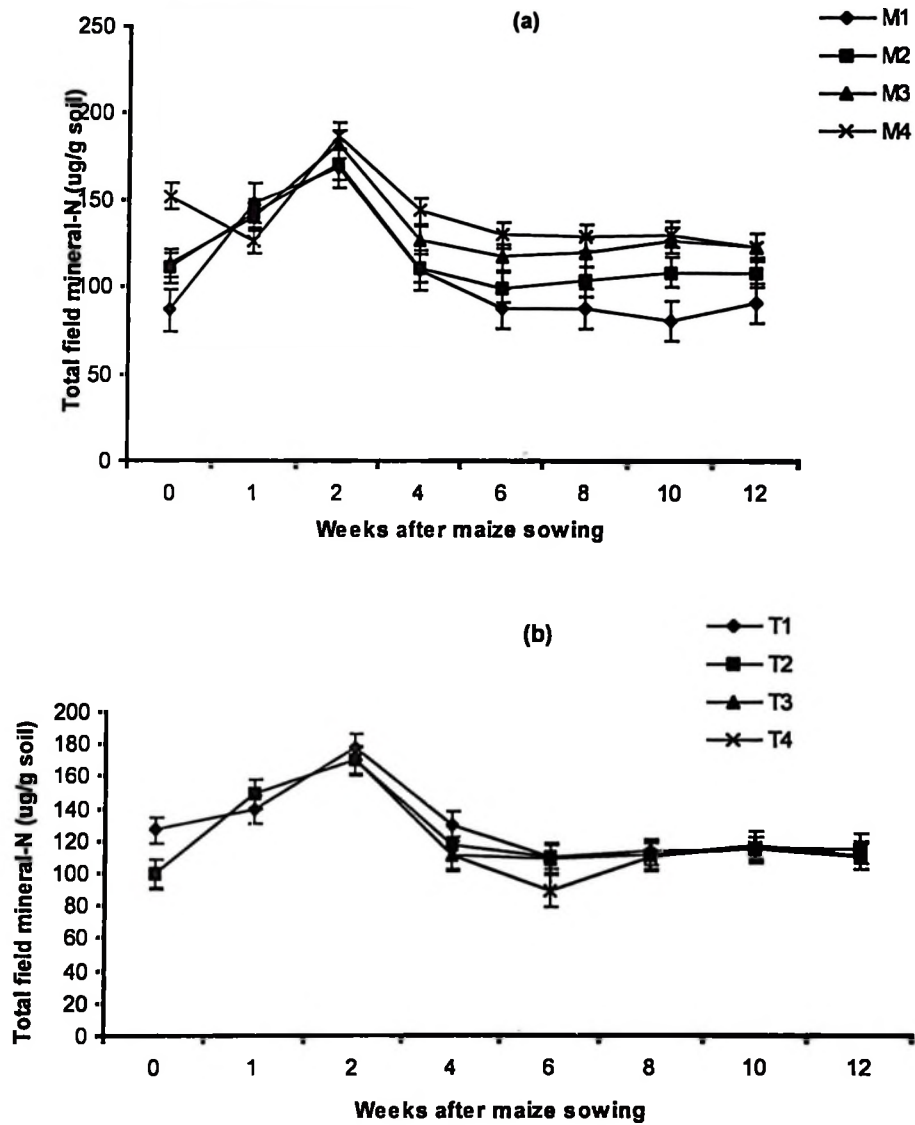 (a)
M1
M2
M3
M4
Total field mineral-N (ug/g soil)
250
200
150
100
50
0
0 1 2 4 6 8 10 12
Weeks after maize sowing
(b)
T1
T2
T3
T4
Total field mineral-N (ug/g soil)
200
180
160
140
120
100
80
60
40
20
0
0 1 2 4 6 8 10 12
Weeks after maize sowing